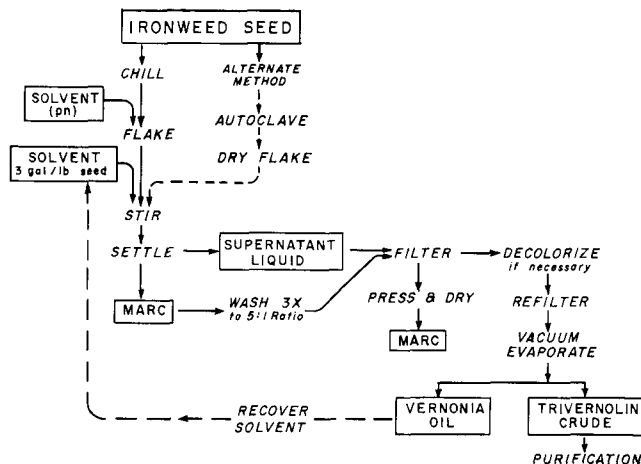 IRONWEED SEED
CHILL
ALTERNATE
METHOD
SOLVENT
(pn)
FLAKE
AUTOCLAVE
DRY FLAKE
SOLVENT
3 gal/lb seed
STIR
SETTLE
SUPERNATANT
LIQUID
FILTER
DECOLORIZE
if necessary
MARC
WASH 3X
to 5:1 Ratio
PRESS & DRY
MARC
REFILTER
VACUUM
EVAPORATE
RECOVER
SOLVENT
VERNONIA
OIL
TRIVERNOLIN
CRUDE
PURIFICATION